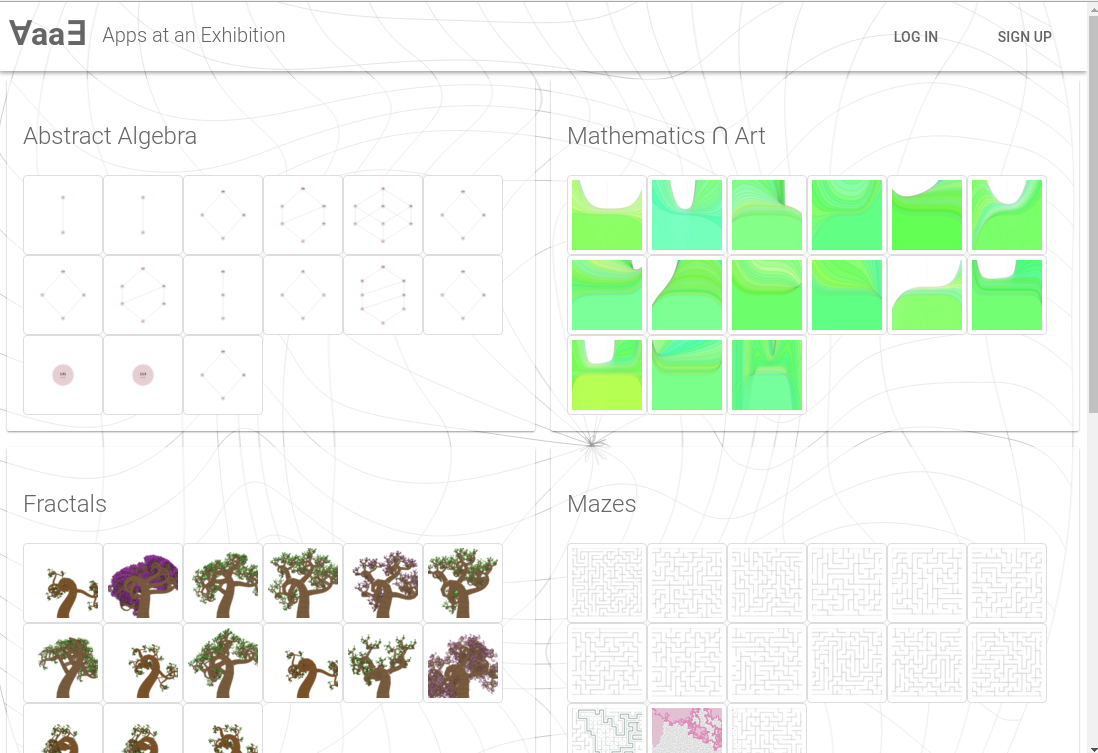 ∀aa∃ Apps at an Exhibition
LOG IN
SIGN UP
Abstract Algebra
Mathematics ∩ Art
Fractals
Mazes